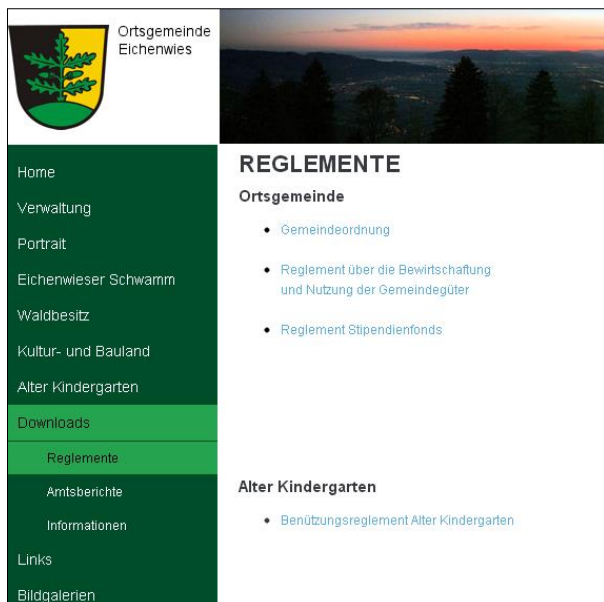 Ortsgemeinde
Eichenwies
Home
Verwaltung
Portrait
Eichenwieser Schwamm
Waldbesitz
Kultur- und Bauland
Alter Kindergarten
Downloads
Reglemente
Amtsberichte
Informationen
Links
Bildgalerien
REGLEMENTE
Ortsgemeinde
Gemeindeordnung
Reglement über die Bewirtschaftung
und Nutzung der Gemeindegüter
Reglement Stipendienfonds
Alter Kindergarten
Benützungsreglement Alter Kindergarten